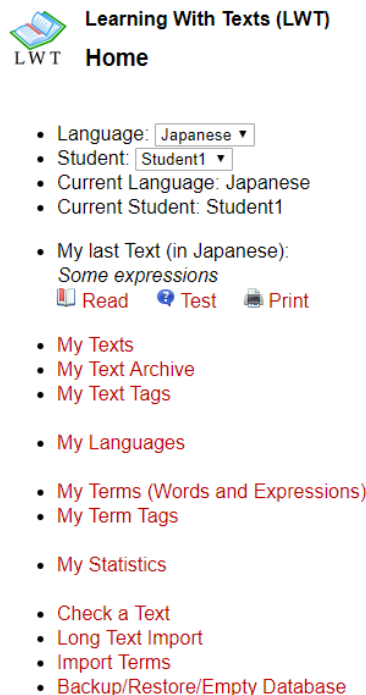 Learning With Texts (LWT)
LWT Home
Language: Japanese
Student: Student1
Current Language: Japanese
Current Student: Student1
My last Text (in Japanese):
Some expressions
Read Test Print
My Texts
My Text Archive
My Text Tags
My Languages
My Terms (Words and Expressions)
My Term Tags
My Statistics
Check a Text
Long Text Import
Import Terms
Backup/Restore/Empty Database